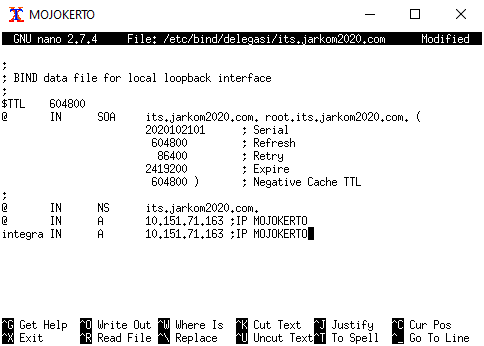 MOJOKERTO
GNU nano 2.7.4 File: /etc/bind/delegasi/its.jarkom2020.com Modified
;
; BIND data file for local loopback interface
;
$TTL 604800
@ IN SOA its.jarkom2020.com. root.its.jarkom2020.com. (
2020102101 ; Serial
604800 ; Refresh
86400 ; Retry
2419200 ; Expire
604800 ) ; Negative Cache TTL
;
@ IN NS its.jarkom2020.com.
@ IN A 10.151.71.163 ;IP MOJOKERTO
integra IN A 10.151.71.163 ;IP MOJOKERTO
^G Get Help ^O Write Out ^W Where Is ^K Cut Text ^J Justify ^C Cur Pos
^X Exit ^R Read File ^\ Replace ^U Uncut Text ^T To Spell ^_ Go To Line